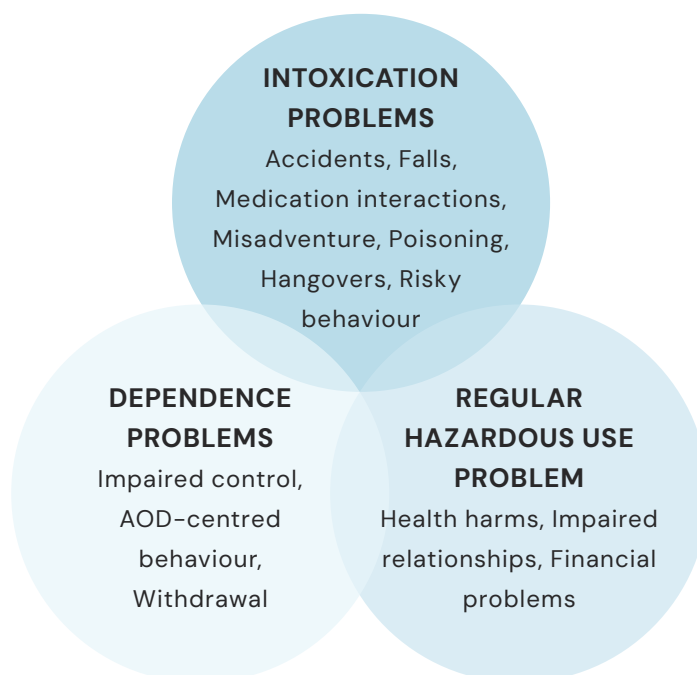 INTOXICATION
PROBLEMS
Accidents, Falls,
Medication interactions,
Misadventure, Poisoning,
Hangovers, Risky
behaviour
DEPENDENCE
PROBLEMS
Impaired control,
AOD-centred
behaviour,
Withdrawal
REGULAR
HAZARDOUS USE
PROBLEM
Health harms, Impaired
relationships, Financial
problems